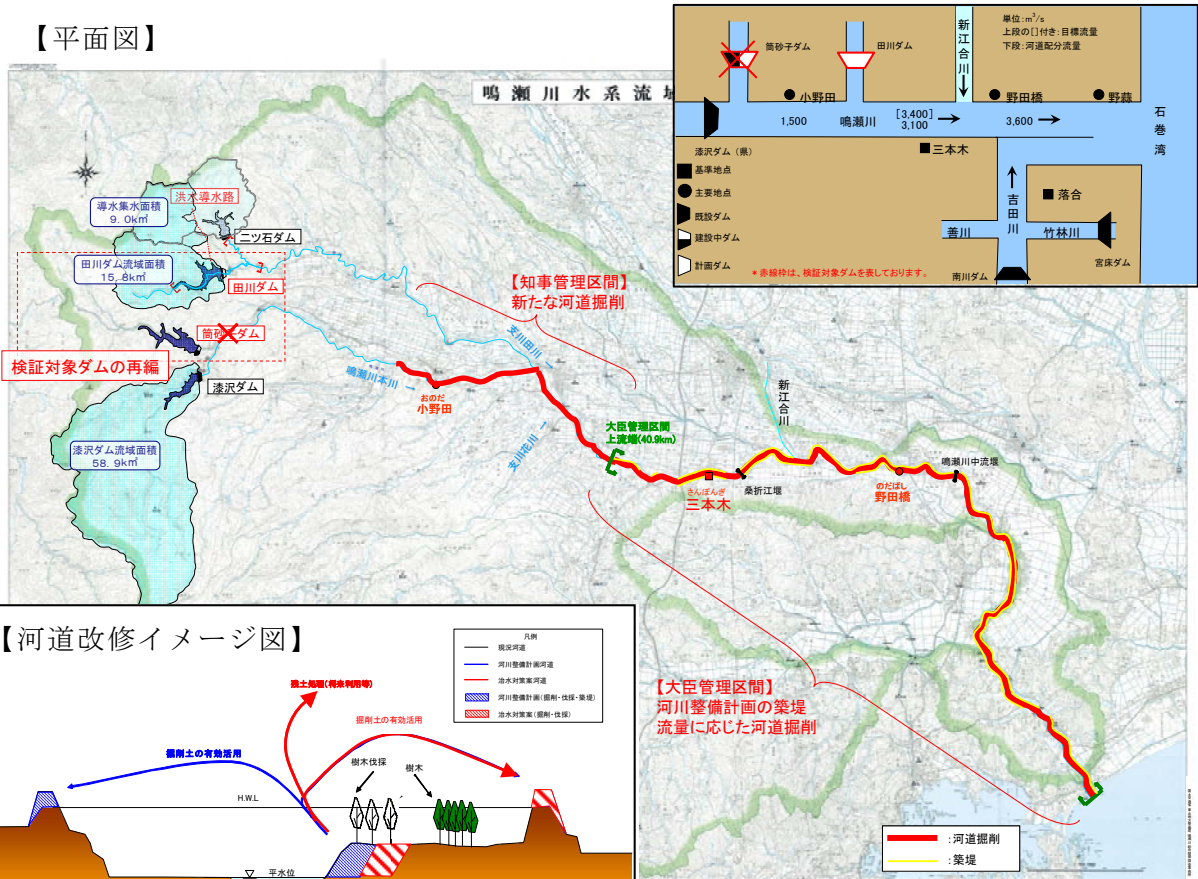 【平面図】
鳴瀬川水系流域
単位:m³/s
上段の[]付き:目標流量
下段:河道配分流量
新江合川
筒砂子ダム
田川ダム
小野田
野田橋
野蒜
1,500
鳴瀬川
[3,400]
3,100
3,600
石巻湾
漆沢ダム(県)
三本木
基準地点
主要地点
既設ダム
建設中ダム
計画ダム
吉田川
落合
善川
竹林川
宮床ダム
南川ダム
*赤線枠は、検証対象ダムを表しております。
洪水導水路
導水集水面積
9.0km²
二ツ石ダム
田川ダム流域面積
15.8km²
田川ダム
筒砂子ダム
検証対象ダムの再編
漆沢ダム
漆沢ダム流域面積
58.9km²
【知事管理区間】
新たな河道掘削
支川田川
鳴瀬川本川
おのだ
小野田
支川花川
大臣管理区間
上流端(40.9km)
新江合川
さんぼんぎ
三本木
桑折江堰
のだばし
野田橋
鳴瀬川中流堰
【大臣管理区間】
河川整備計画の築堤
流量に応じた河道掘削
:河道掘削
:築堤
【河道改修イメージ図】
凡例
現況河道
河川整備計画河道
治水対策案河道
河川整備計画(掘削・伐採・築堤)
治水対策案(掘削・伐採)
残土処理(将来利用等)
掘削土の有効活用
掘削土の有効活用
樹木伐採
樹木
H.W.L
平水位